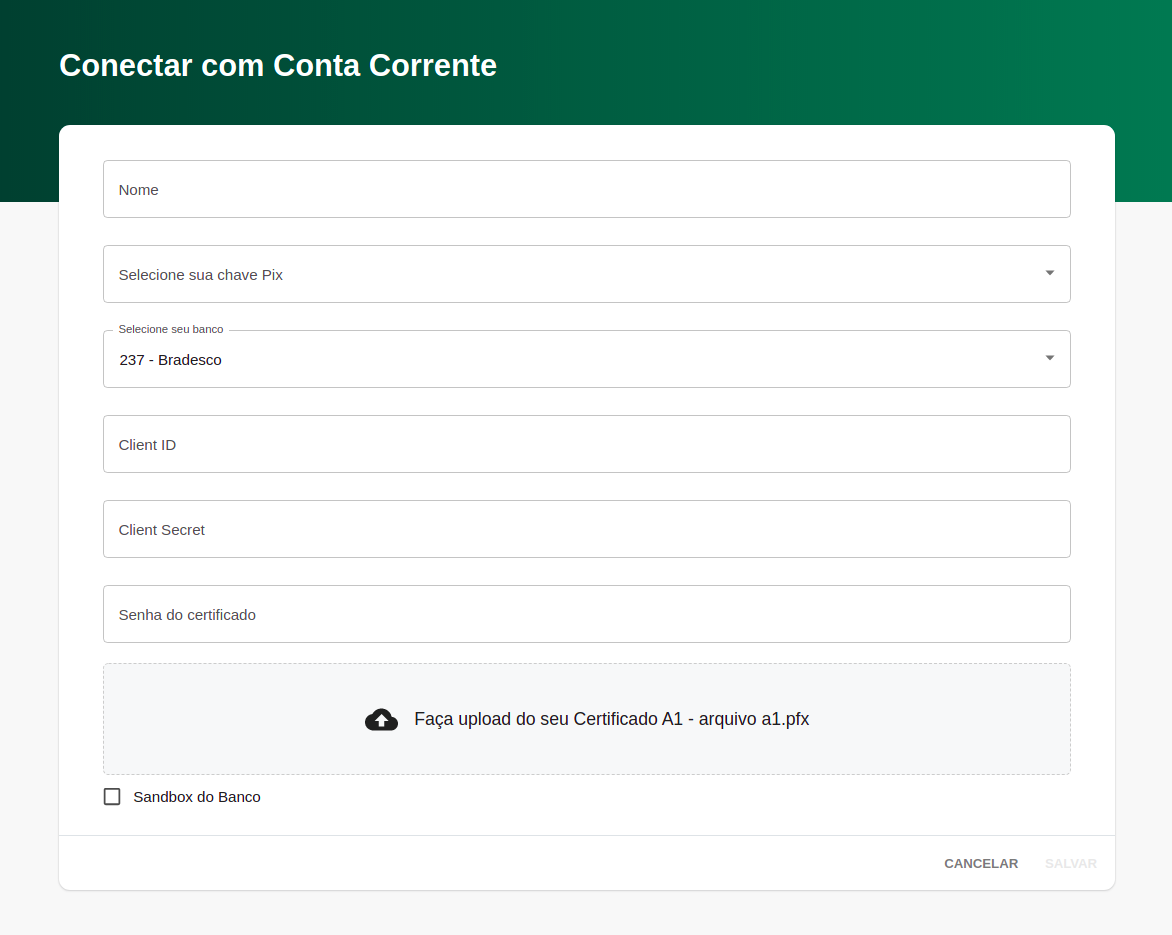 Conectar com Conta Corrente
Nome
Selecione sua chave Pix
Selecione seu banco
237 - Bradesco
Client ID
Client Secret
Senha do certificado
Faça upload do seu Certificado A1 - arquivo a1.pfx
Sandbox do Banco
CANCELAR SALVAR